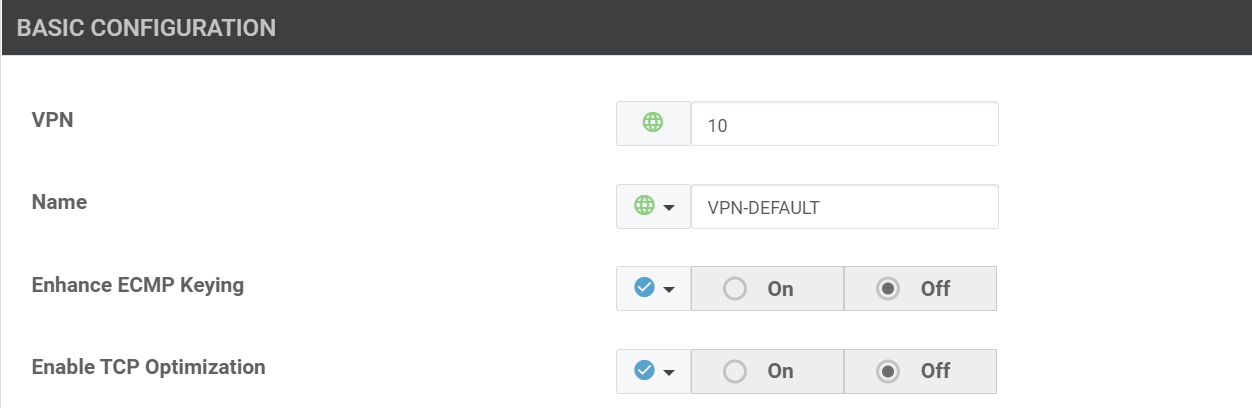 BASIC CONFIGURATION
VPN 10
Name VPN-DEFAULT
Enhance ECMP Keying On Off
Enable TCP Optimization On Off